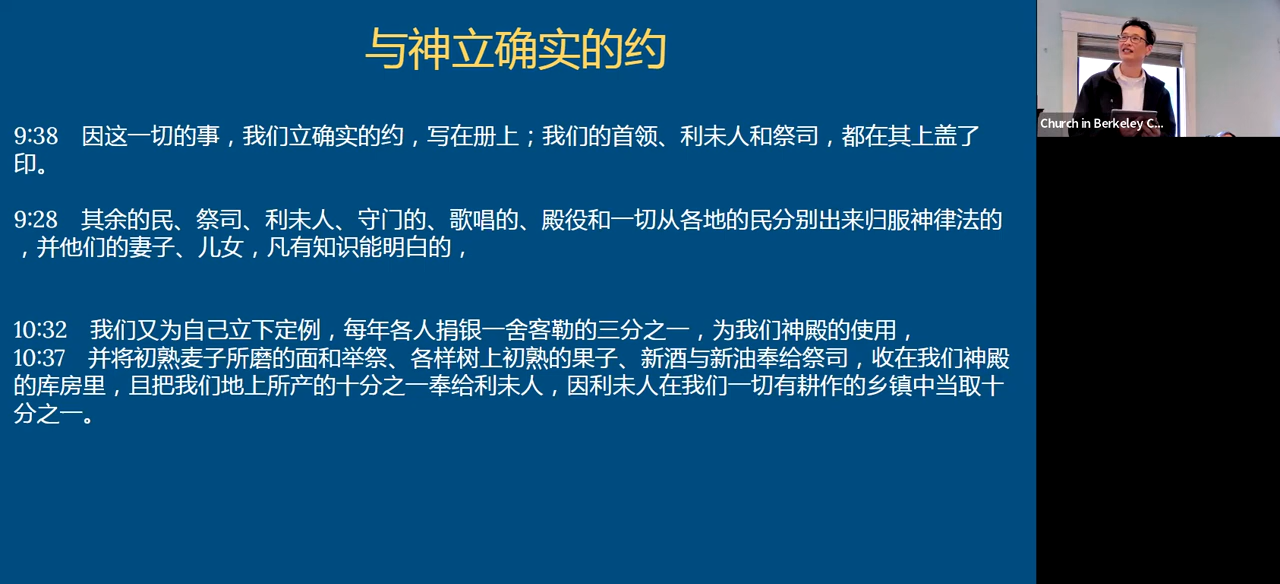 与神立确实的约
9:38 因这一切的事，我们立确实的约，写在册上；我们的首领、利未人和祭司，都在其上盖了
印。
9:28 其余的民、祭司、利未人、守门的、歌唱的、殿役和一切从各地的民分别出来归服神律法的
，并他们的妻子、儿女，凡有知识能明白的，
10:32 我们又为自己立下定例，每年各人捐银一舍客勒的三分之一，为我们神殿的使用，
10:37 并将初熟麦子所磨的面和举祭、各样树上初熟的果子、新酒与新油奉给祭司，收在我们神殿
的库房里，且把我们地上所产的十分之一奉给利未人，因利未人在我们一切有耕作的乡镇中当取十
分之一。
Church in Berkeley C...